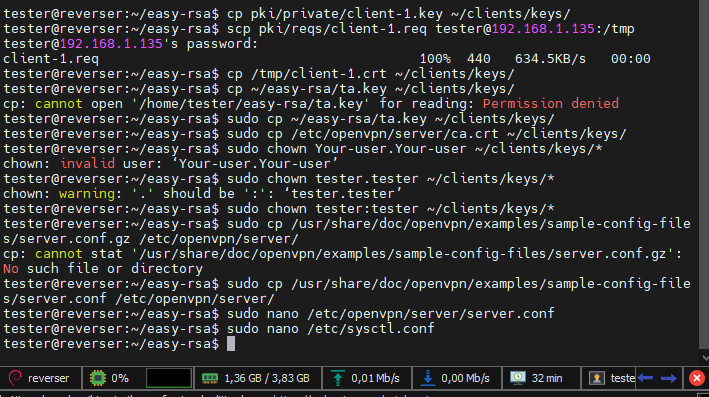 tester@reverser:~/easy-rsa$ cp pki/private/client-1.key ~/clients/keys/
tester@reverser:~/easy-rsa$ scp pki/reqs/client-1.req tester@192.168.1.135:/tmp
tester@192.168.1.135's password:
client-1.req 100% 440 634.5KB/s 00:00
tester@reverser:~/easy-rsa$ cp /tmp/client-1.crt ~/clients/keys/
tester@reverser:~/easy-rsa$ cp ~/easy-rsa/ta.key ~/clients/keys/
cp: cannot open '/home/tester/easy-rsa/ta.key' for reading: Permission denied
tester@reverser:~/easy-rsa$ sudo cp ~/easy-rsa/ta.key ~/clients/keys/
tester@reverser:~/easy-rsa$ sudo cp /etc/openvpn/server/ca.crt ~/clients/keys/
tester@reverser:~/easy-rsa$ sudo chown Your-user.Your-user ~/clients/keys/*
chown: invalid user: ‘Your-user.Your-user’
tester@reverser:~/easy-rsa$ sudo chown tester.tester ~/clients/keys/*
chown: warning: '.' should be ':': ‘tester.tester’
tester@reverser:~/easy-rsa$ sudo chown tester:tester ~/clients/keys/*
tester@reverser:~/easy-rsa$ sudo cp /usr/share/doc/openvpn/examples/sample-config-file
s/server.conf.gz /etc/openvpn/server/
cp: cannot stat '/usr/share/doc/openvpn/examples/sample-config-files/server.conf.gz':
No such file or directory
tester@reverser:~/easy-rsa$ sudo cp /usr/share/doc/openvpn/examples/sample-config-file
s/server.conf /etc/openvpn/server/
tester@reverser:~/easy-rsa$ sudo nano /etc/openvpn/server/server.conf
tester@reverser:~/easy-rsa$ sudo nano /etc/sysctl.conf
tester@reverser:~/easy-rsa$
reverser 0% 1,36 GB / 3,83 GB 0,01 Mb/s 0,00 Mb/s 32 min teste